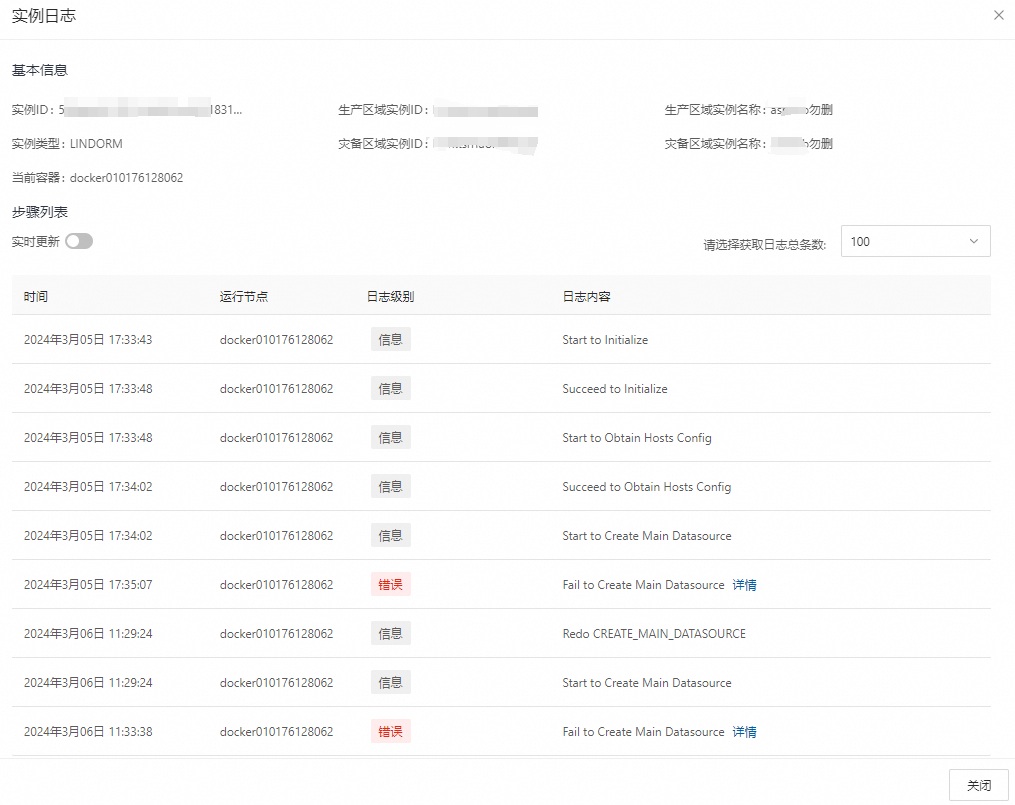 实例日志
基本信息
实例ID: 5 1831... 生产区域实例ID: 生产区域实例名称: as 勿删
实例类型: LINDORM 灾备区域实例ID: 灾备区域实例名称: 勿删
当前容器: docker010176128062
步骤列表
实时更新
请选择获取日志总条数: 100
时间 运行节点 日志级别 日志内容
2024年3月05日 17:33:43 docker010176128062 信息 Start to Initialize
2024年3月05日 17:33:48 docker010176128062 信息 Succeed to Initialize
2024年3月05日 17:33:48 docker010176128062 信息 Start to Obtain Hosts Config
2024年3月05日 17:34:02 docker010176128062 信息 Succeed to Obtain Hosts Config
2024年3月05日 17:34:02 docker010176128062 信息 Start to Create Main Datasource
2024年3月05日 17:35:07 docker010176128062 错误 Fail to Create Main Datasource 详情
2024年3月06日 11:29:24 docker010176128062 信息 Redo CREATE_MAIN_DATASOURCE
2024年3月06日 11:29:24 docker010176128062 信息 Start to Create Main Datasource
2024年3月06日 11:33:38 docker010176128062 错误 Fail to Create Main Datasource 详情
关闭